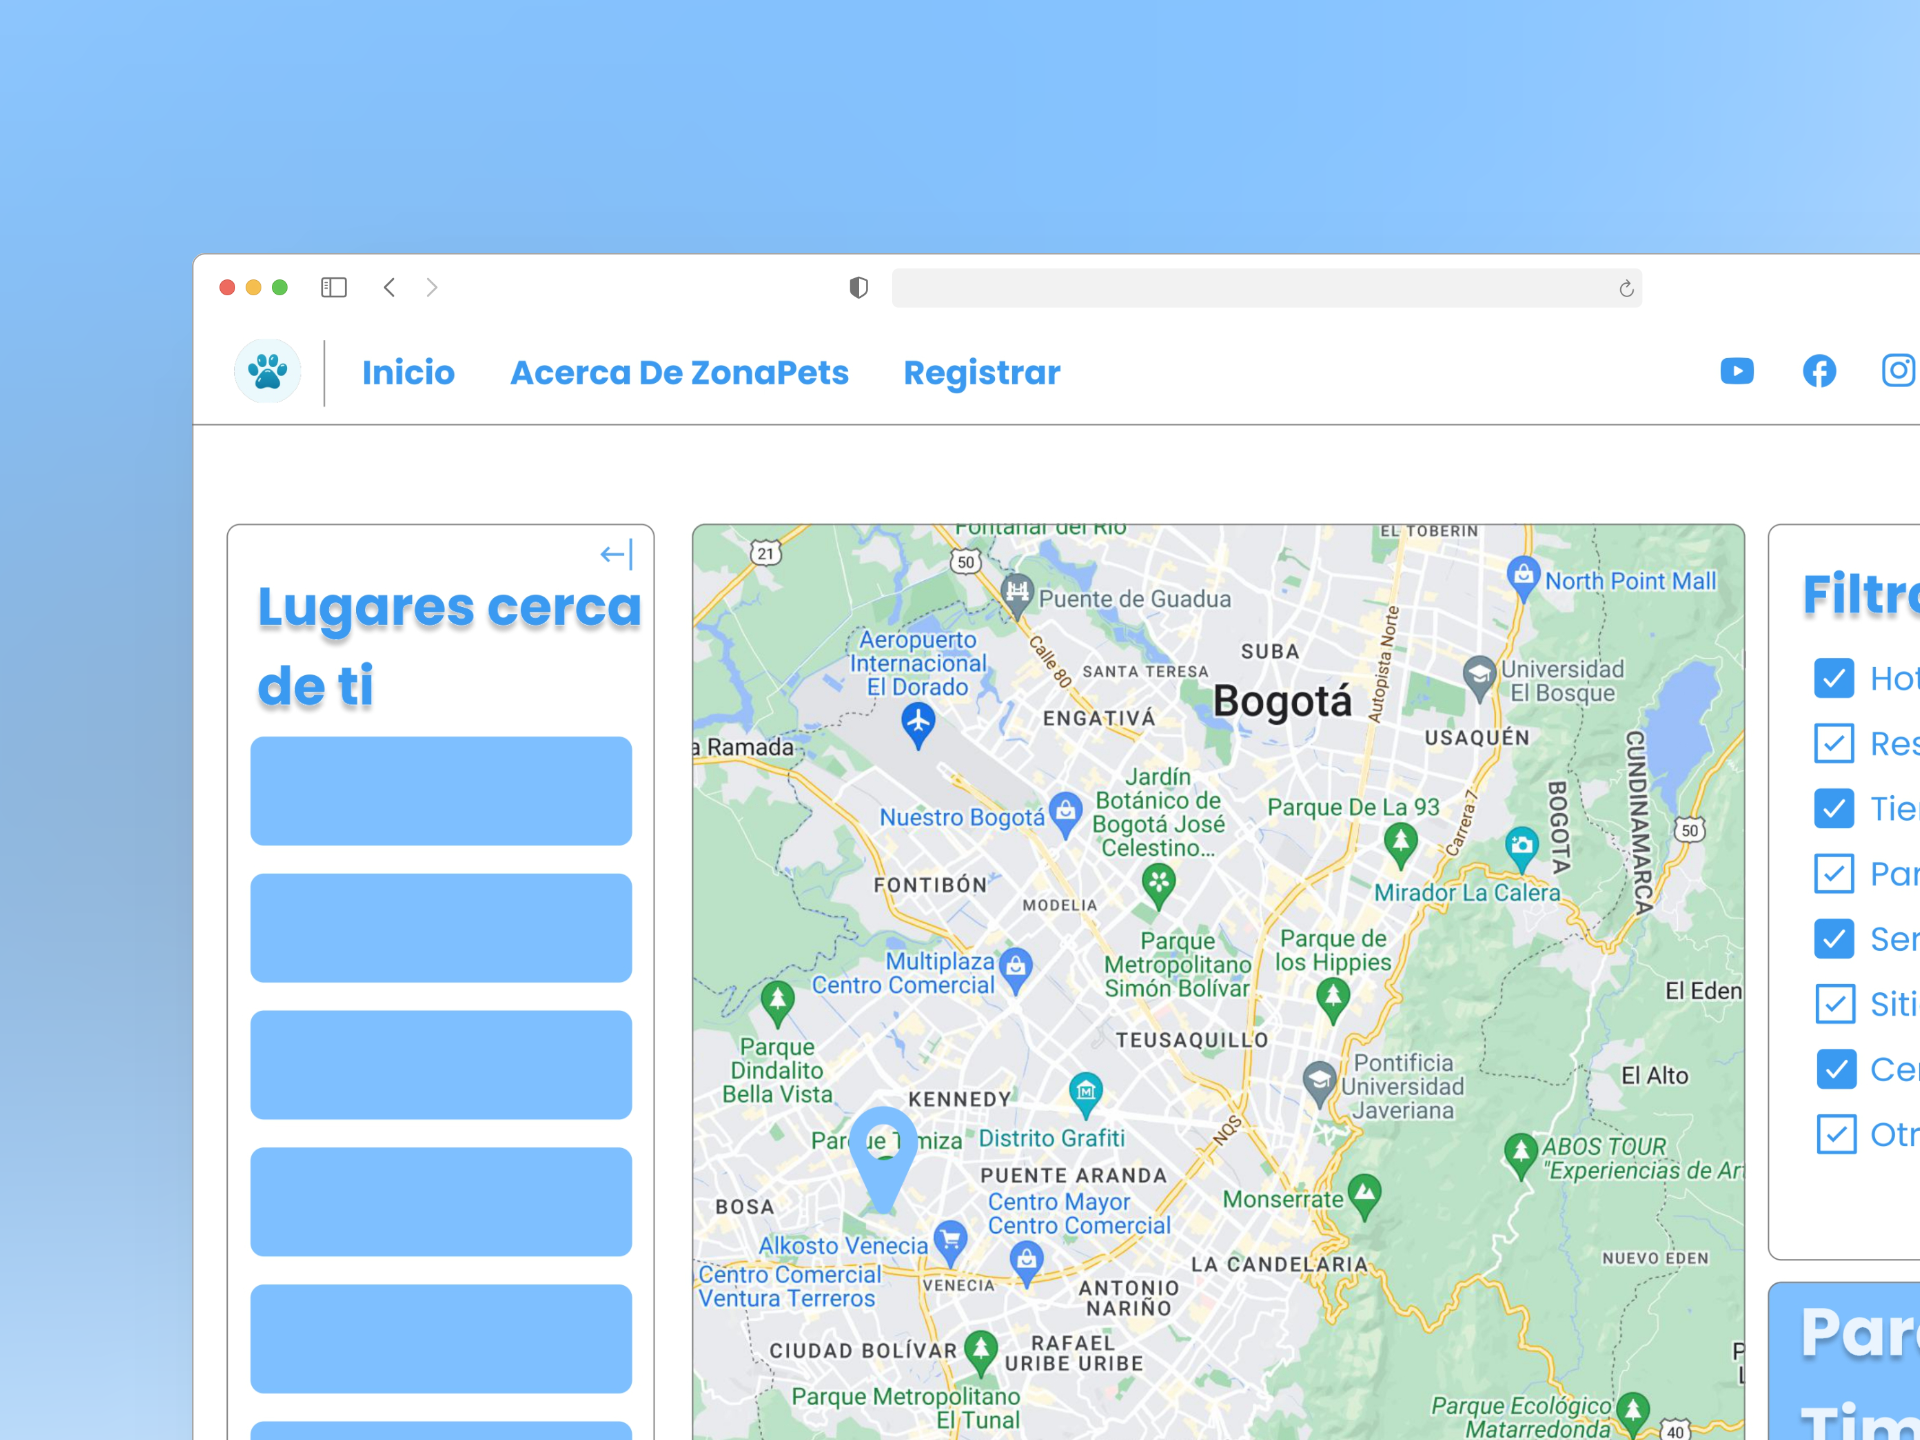 Inicio
Acerca De ZonaPets
Registrar
Lugares cerca
de ti
Fontanar del Río
EL TOBERIN
21
50
North Point Mall
Puente de Guadua
Aeropuerto
Internacional
El Dorado
Calle 80
SANTA TERESA
SUBA
Autopista Norte
Universidad
El Bosque
Bogotá
ENGATIVÁ
USAQUÉN
a Ramada
CUNDINAMARCA
BOGOTA
Jardín
Botánico de
Bogotá José
Celestino...
Nuestro Bogotá
Parque De La 93
Carrera 7
50
Mirador La Calera
FONTIBÓN
MODELIA
Parque
Metropolitano
Simón Bolívar
Parque de
los Hippies
Multiplaza
Centro Comercial
El Eden
TEUSAQUILLO
Parque
Dindalito
Bella Vista
Pontificia
Universidad
Javeriana
El Alto
KENNEDY
Distrito Grafiti
NQS
ABOS TOUR
"Experiencias de Ar
PUENTE ARANDA
BOSA
Centro Mayor
Centro Comercial
Monserrate
Alkosto Venecia
LA CANDELARIA
NUEVO EDEN
Centro Comercial
Ventura Terreros
VENECIA
ANTONIO
NARIÑO
CIUDAD BOLÍVAR
RAFAEL
URIBE URIBE
Parque Metropolitano
El Tunal
Parque Ecológico
Matarredonda
40
Filtr
Hot
Res
Tie
Par
Ser
Siti
Ce
Otr
Par
Tim